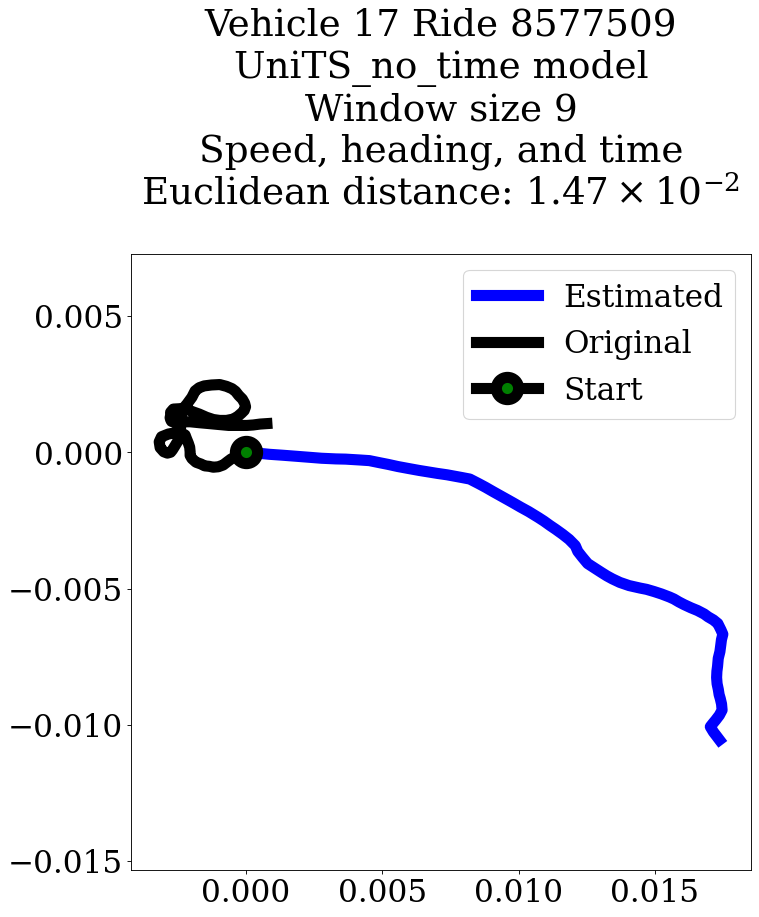 Vehicle 17 Ride 8577509
UniTS_no_time model
Window size 9
Speed, heading, and time
Euclidean distance: 1.47 × 10⁻²
Estimated
Original
Start
0.005
0.000
−0.005
−0.010
−0.015
0.000 0.005 0.010 0.015